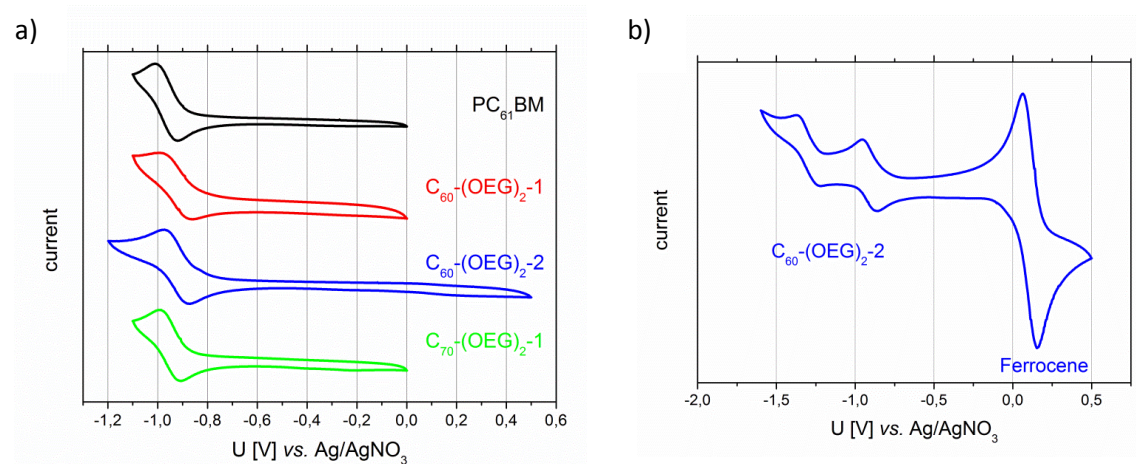 a)
PC₆₁BM
C₆₀-(OEG)₂-1
C₆₀-(OEG)₂-2
C₇₀-(OEG)₂-1
current
-1,2 -1,0 -0,8 -0,6 -0,4 -0,2 0,0 0,2 0,4 0,6
U [V] vs. Ag/AgNO₃
b)
C₆₀-(OEG)₂-2
Ferrocene
current
-2,0 -1,5 -1,0 -0,5 0,0 0,5
U [V] vs. Ag/AgNO₃